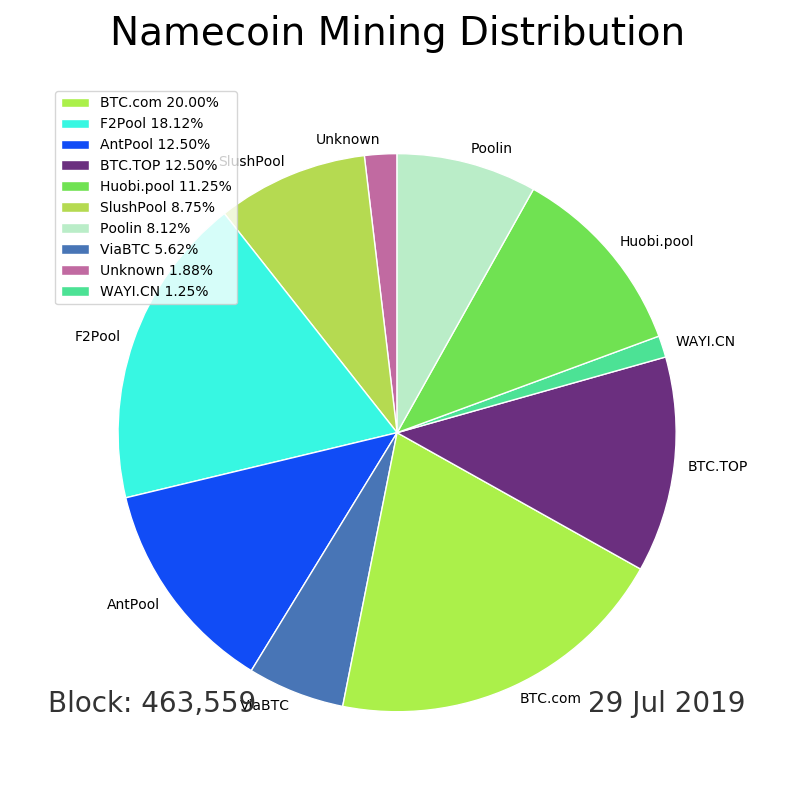 Namecoin Mining Distribution
BTC.com 20.00%
F2Pool 18.12%
AntPool 12.50%
BTC.TOP 12.50%
Huobi.pool 11.25%
SlushPool 8.75%
Poolin 8.12%
ViaBTC 5.62%
Unknown 1.88%
WAYI.CN 1.25%
Unknown
Poolin
SlushPool
Huobi.pool
F2Pool
WAYI.CN
BTC.TOP
AntPool
BTC.com
ViaBTC
Block: 463,559
29 Jul 2019